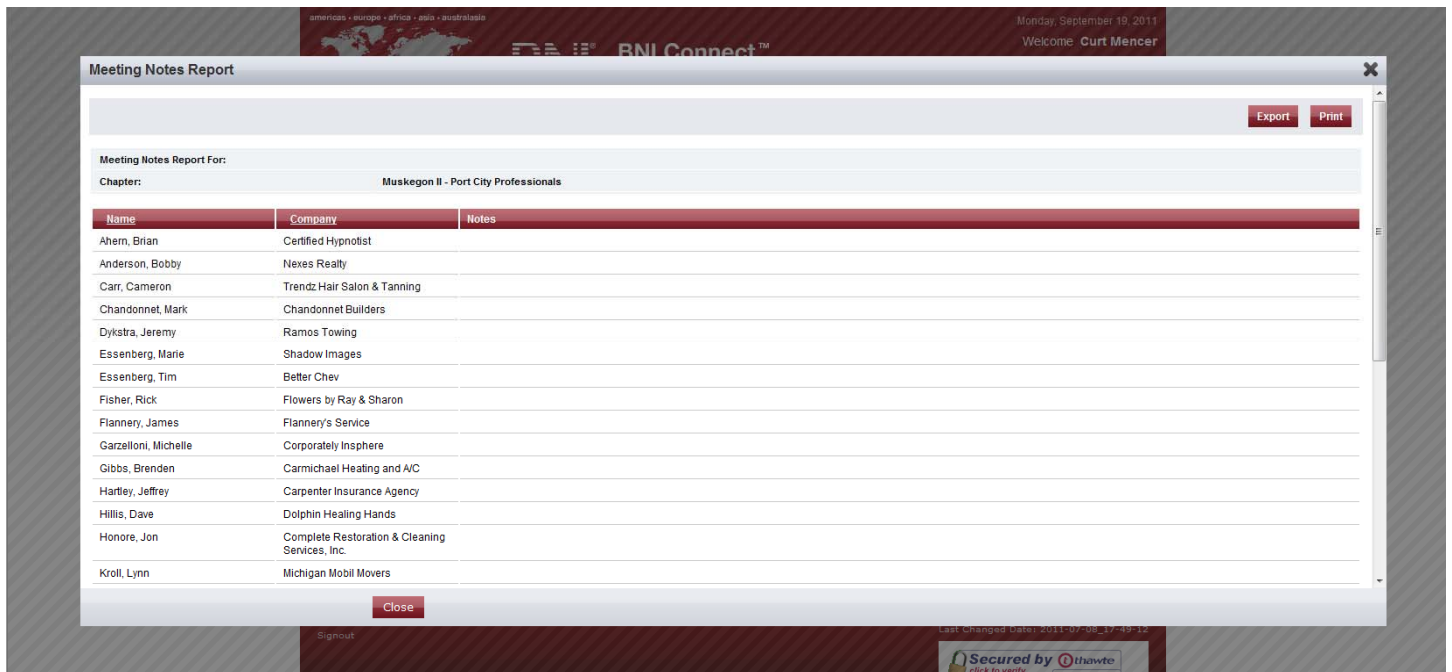 americas • europe • africa • asia • australasia
Monday, September 19, 2011
Welcome Curt Mencer
BNI Connect™
Meeting Notes Report
Export Print
Meeting Notes Report For:
Chapter: Muskegon II - Port City Professionals
Name Company Notes
Ahern, Brian Certified Hypnotist
Anderson, Bobby Nexes Realty
Carr, Cameron Trendz Hair Salon & Tanning
Chandonnet, Mark Chandonnet Builders
Dykstra, Jeremy Ramos Towing
Essenberg, Marie Shadow Images
Essenberg, Tim Better Chev
Fisher, Rick Flowers by Ray & Sharon
Flannery, James Flannery's Service
Garzelloni, Michelle Corporately Insphere
Gibbs, Brenden Carmichael Heating and A/C
Hartley, Jeffrey Carpenter Insurance Agency
Hillis, Dave Dolphin Healing Hands
Honore, Jon Complete Restoration & Cleaning
Services, Inc.
Kroll, Lynn Michigan Mobil Movers
Close
Signout
Last Changed Date: 2011-07-08_17-49-12
Secured by thawte
click to verify